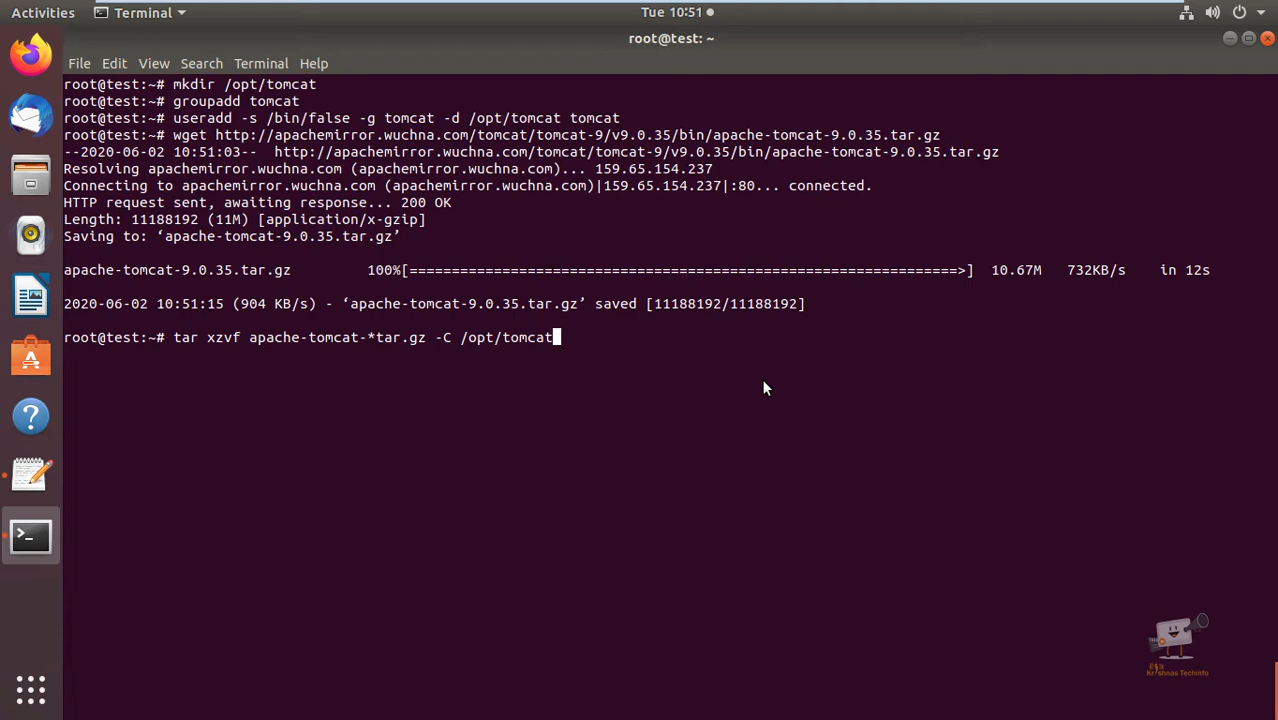 Activities Terminal Tue 10:51
root@test: ~
File Edit View Search Terminal Help
root@test:~# mkdir /opt/tomcat
root@test:~# groupadd tomcat
root@test:~# useradd -s /bin/false -g tomcat -d /opt/tomcat tomcat
root@test:~# wget http://apachemirror.wuchna.com/tomcat/tomcat-9/v9.0.35/bin/apache-tomcat-9.0.35.tar.gz
--2020-06-02 10:51:03--  http://apachemirror.wuchna.com/tomcat/tomcat-9/v9.0.35/bin/apache-tomcat-9.0.35.tar.gz
Resolving apachemirror.wuchna.com (apachemirror.wuchna.com)... 159.65.154.237
Connecting to apachemirror.wuchna.com (apachemirror.wuchna.com)|159.65.154.237|:80... connected.
HTTP request sent, awaiting response... 200 OK
Length: 11188192 (11M) [application/x-gzip]
Saving to: ‘apache-tomcat-9.0.35.tar.gz’
apache-tomcat-9.0.35.tar.gz 100%[=================================================================>] 10.67M 732KB/s in 12s
2020-06-02 10:51:15 (904 KB/s) - ‘apache-tomcat-9.0.35.tar.gz’ saved [11188192/11188192]
root@test:~# tar xzvf apache-tomcat-*tar.gz -C /opt/tomcat
Krishnas Techinfo